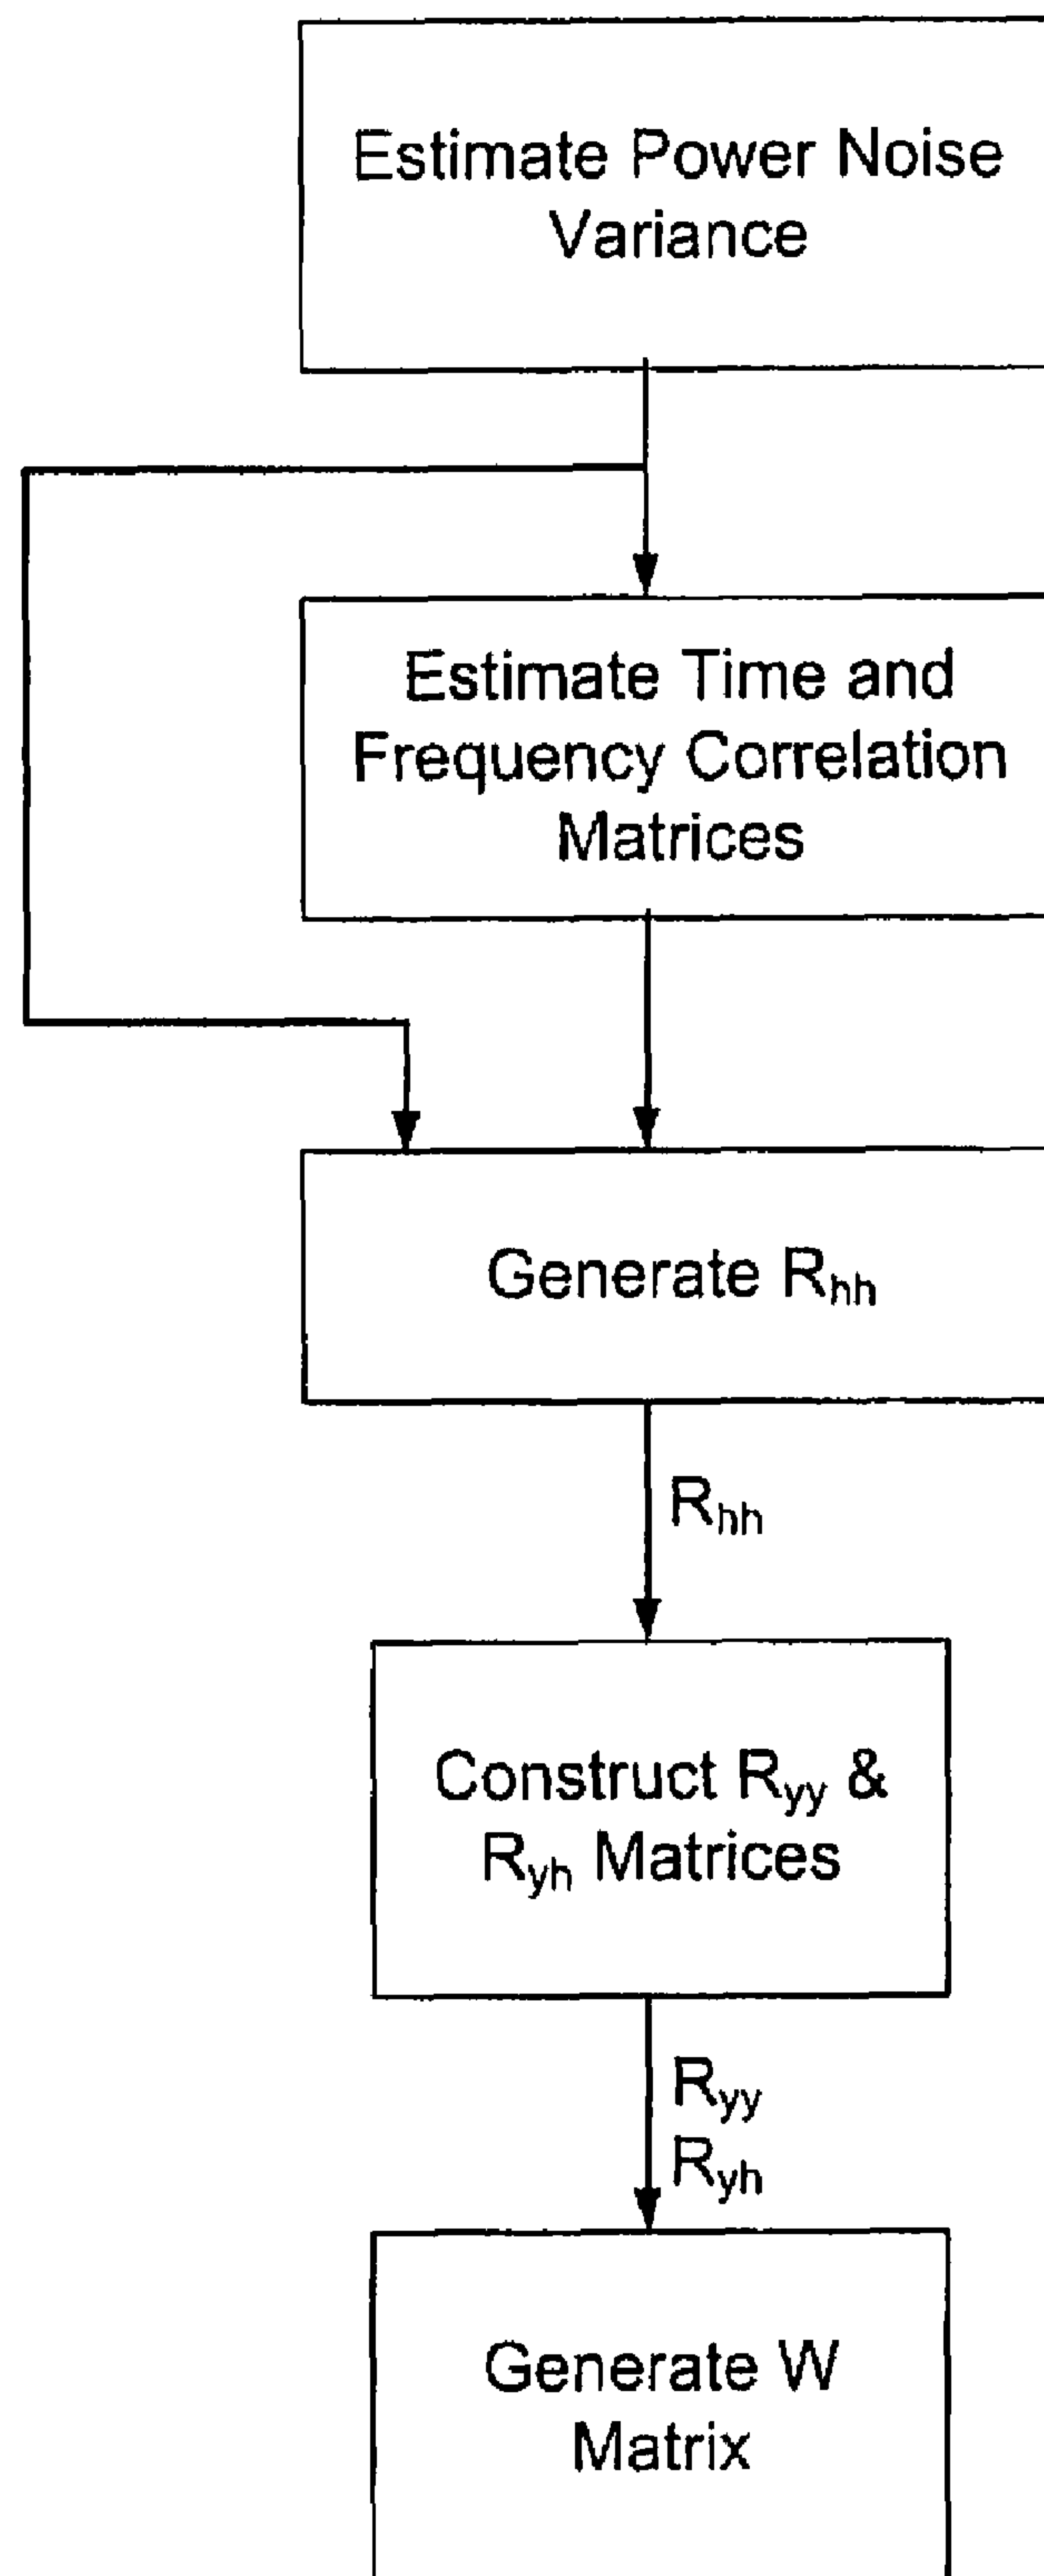 Estimate Power Noise
Variance
Estimate Time and
Frequency Correlation
Matrices
Generate Rhh
Rhh
Construct Ryy &
Ryh Matrices
Ryy
Ryh
Generate W
Matrix